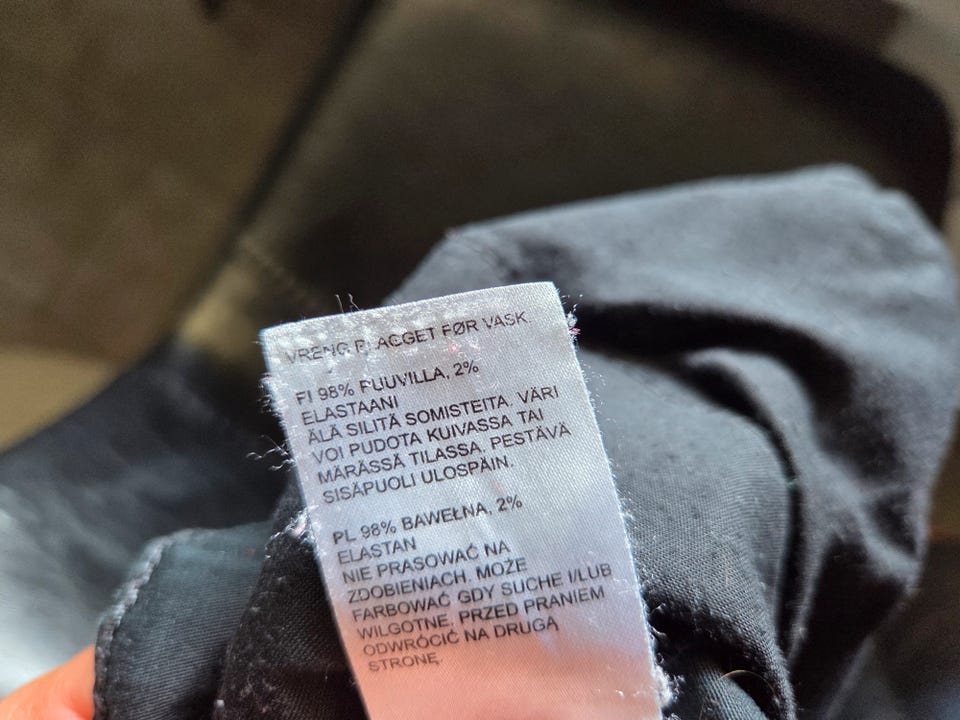 VRENG PLAGGET FØR VASK.
FI 98% PUUVILLA, 2%
ELASTAANI
ÄLÄ SILITÄ SOMISTEITA. VÄRI
VOI PUDOTA KUIVASSA TAI
MÄRÄSSÄ TILASSA. PESTÄVÄ
SISÄPUOLI ULOSPÄIN.
PL 98% BAWEŁNA, 2%
ELASTAN
NIE PRASOWAĆ NA
ZDOBIENIACH. MOŻE
FARBOWAĆ GDY SUCHE I/LUB
WILGOTNE. PRZED PRANIEM
ODWRÓCIĆ NA DRUGĄ
STRONĘ.